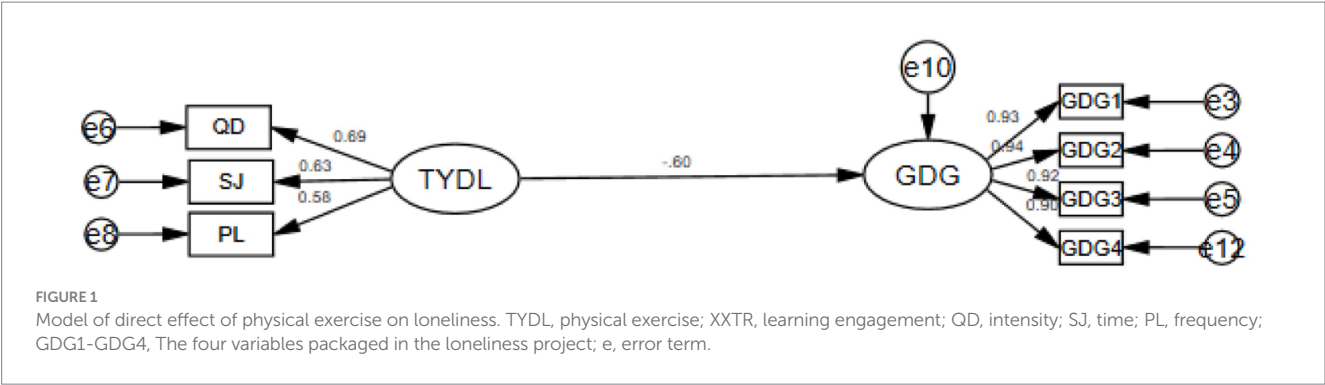 e10
e6
QD
0.69
e7
SJ
0.63
e8
PL
0.58
TYDL
-.60
GDG
0.93
GDG1
e3
0.94
GDG2
e4
0.92
GDG3
e5
0.90
GDG4
e12
FIGURE 1
Model of direct effect of physical exercise on loneliness. TYDL, physical exercise; XXTR, learning engagement; QD, intensity; SJ, time; PL, frequency;
GDG1-GDG4, The four variables packaged in the loneliness project; e, error term.